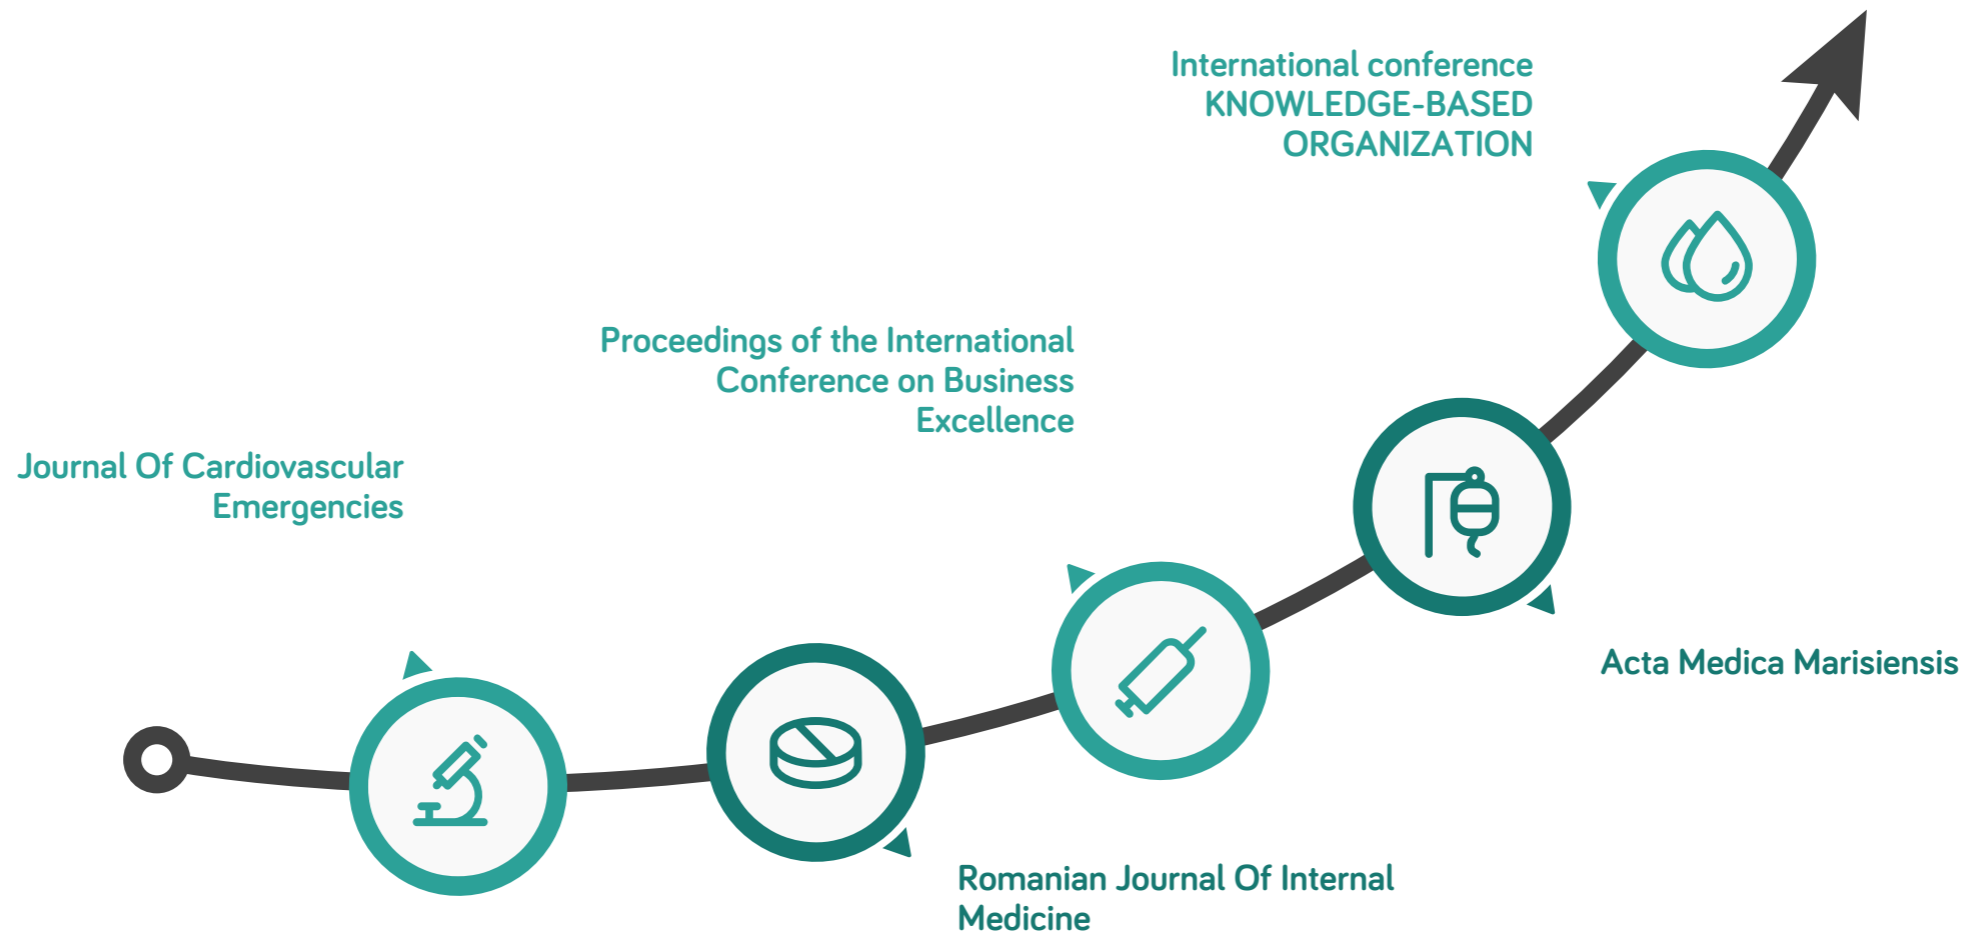 International conference
KNOWLEDGE-BASED
ORGANIZATION
Proceedings of the International
Conference on Business
Excellence
Journal Of Cardiovascular
Emergencies
Acta Medica Marisiensis
Romanian Journal Of Internal
Medicine